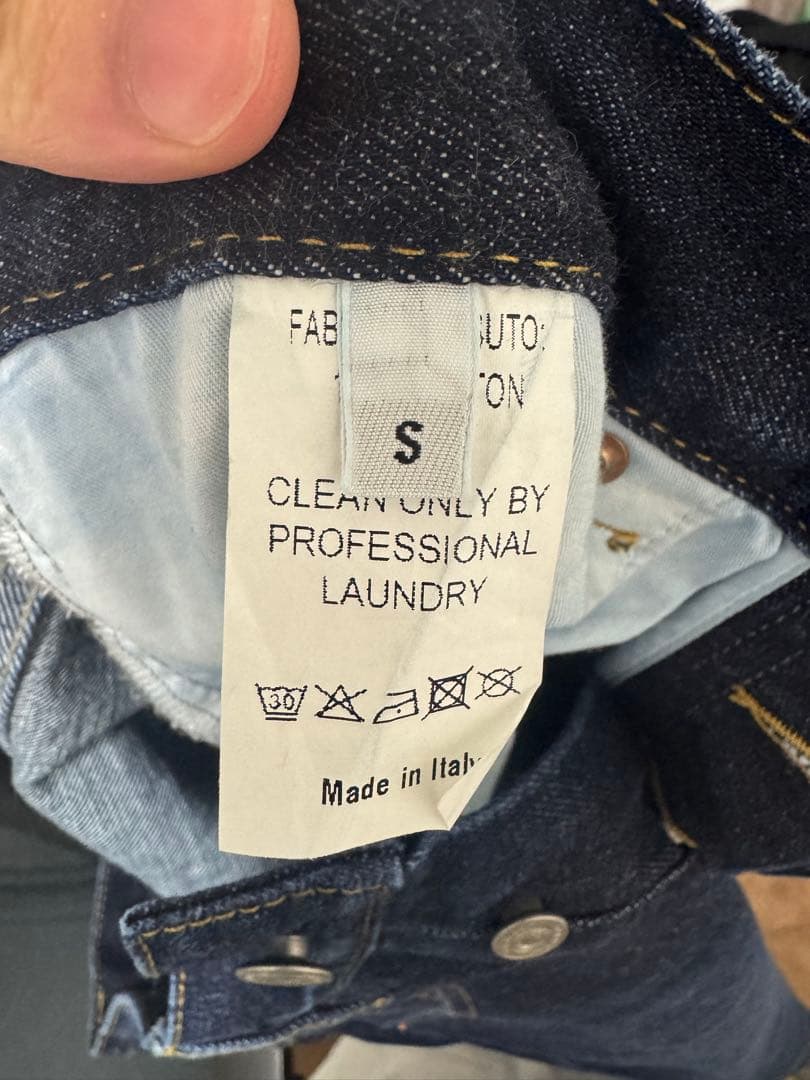 S
CLEAN ONLY BY
PROFESSIONAL
LAUNDRY
30
Made in Italy